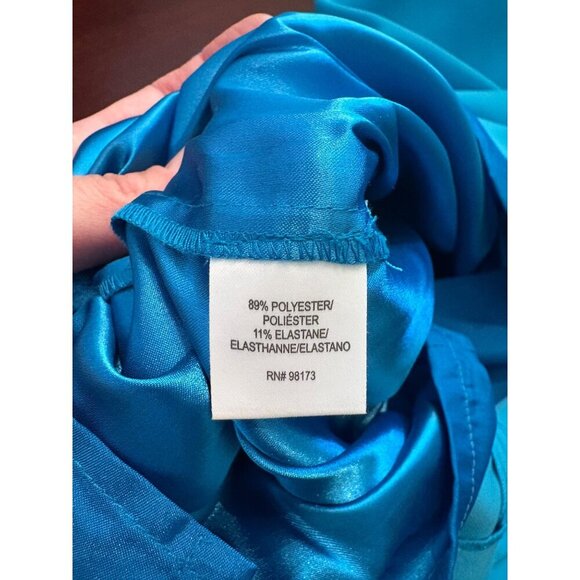 89% POLYESTER/
POLIÉSTER
11% ELASTANE/
ELASTHANNE/ELASTANO
RN# 98173